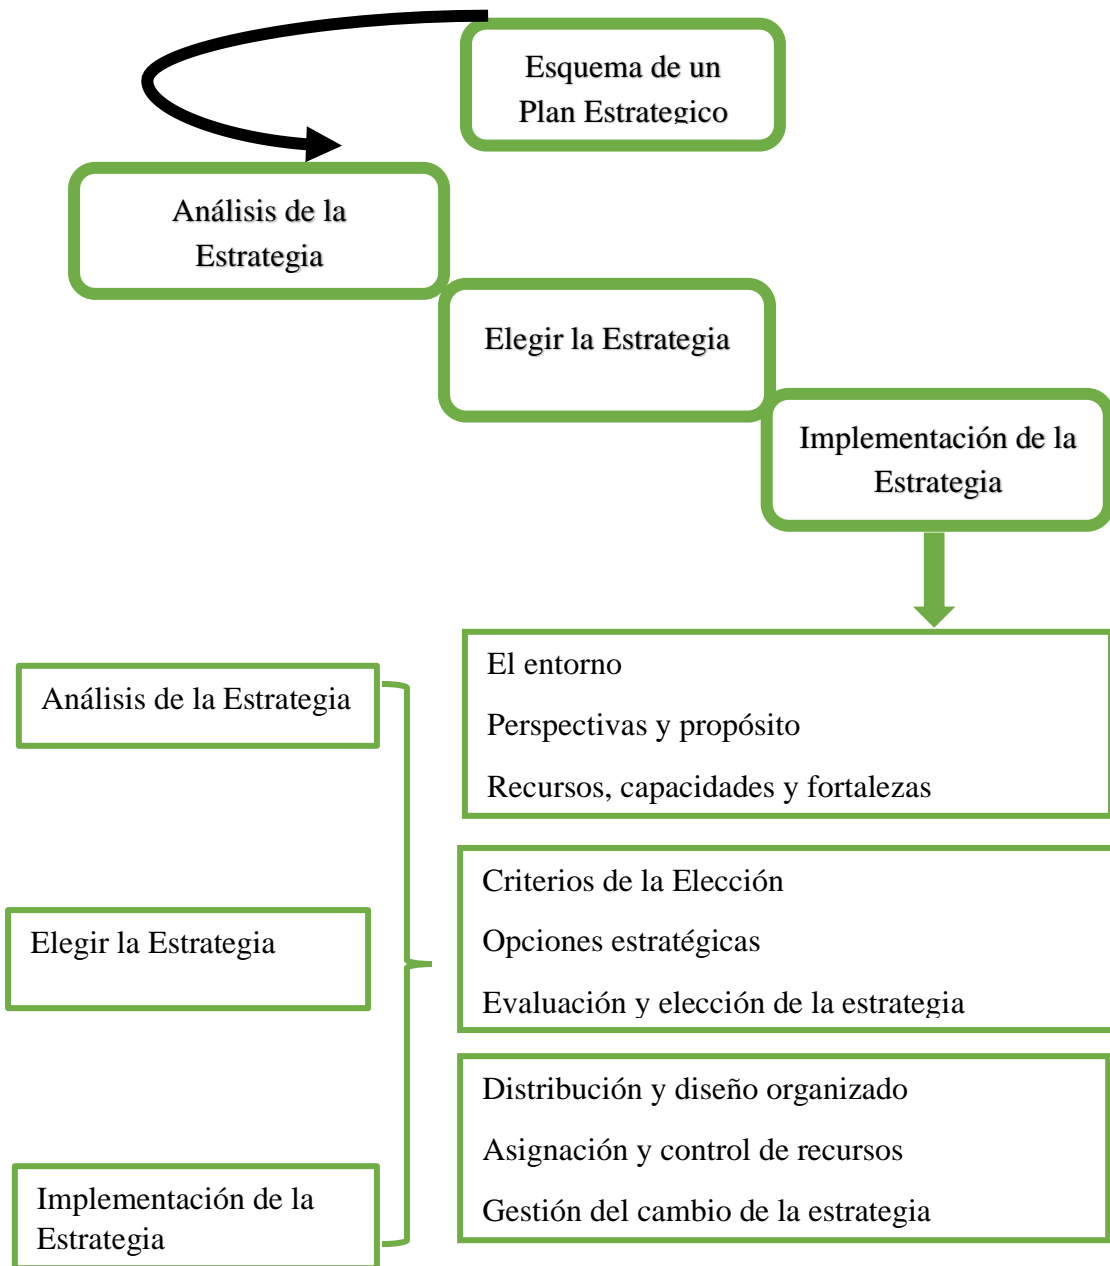 Esquema de un
Plan Estrategico
Análisis de la
Estrategia
Elegir la Estrategia
Implementación de la
Estrategia
El entorno
Perspectivas y propósito
Recursos, capacidades y fortalezas
Análisis de la Estrategia
Criterios de la Elección
Opciones estratégicas
Evaluación y elección de la estrategia
Elegir la Estrategia
Distribución y diseño organizado
Asignación y control de recursos
Gestión del cambio de la estrategia
Implementación de la
Estrategia